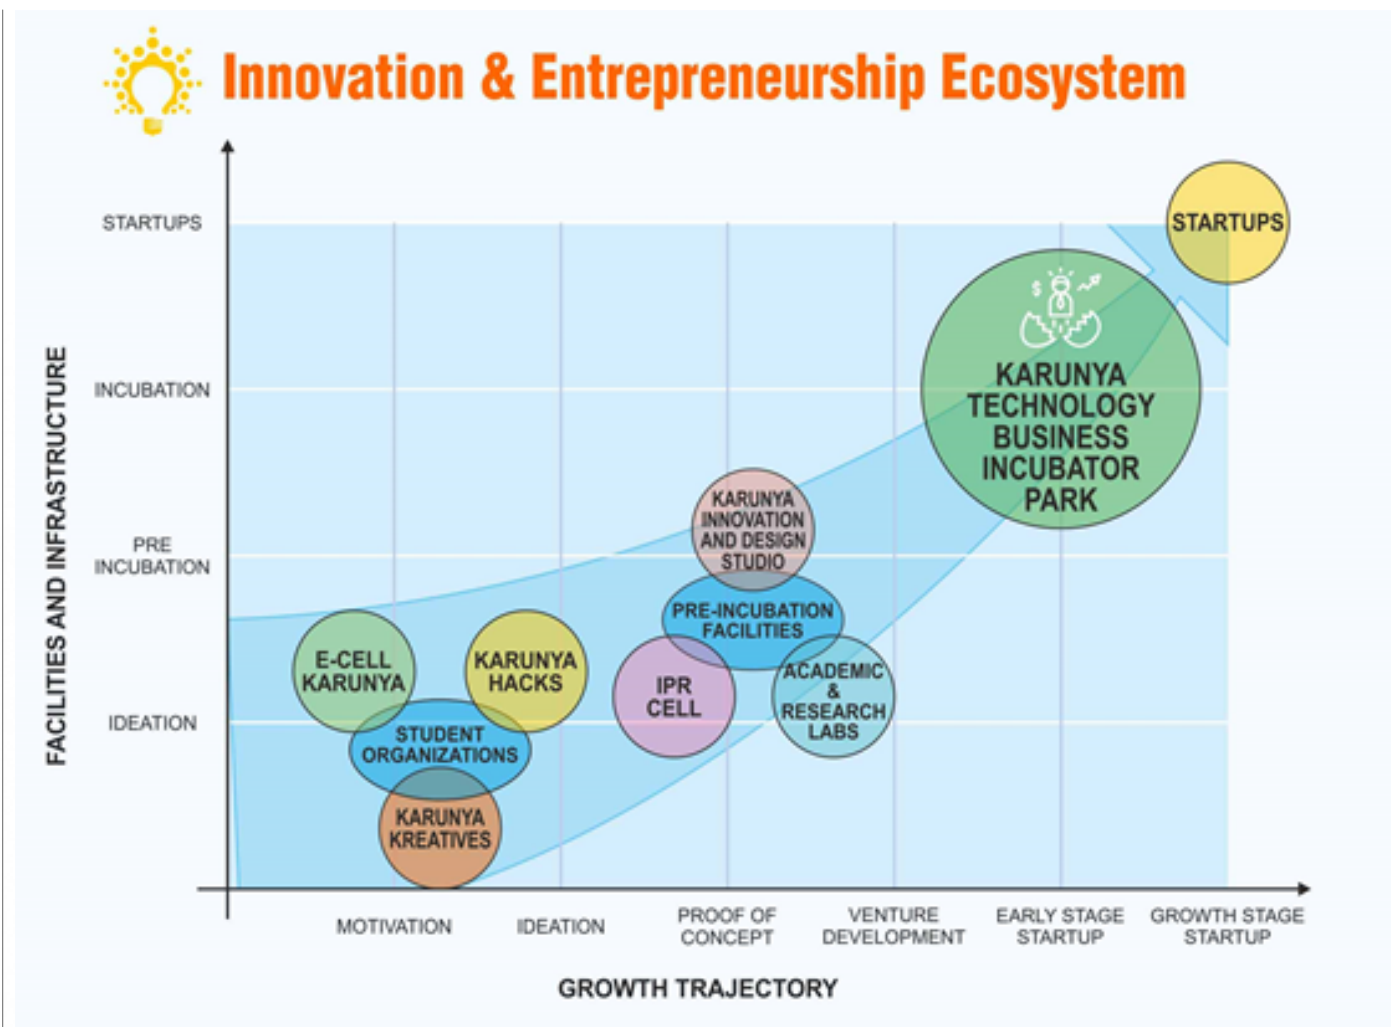 Innovation & Entrepreneurship Ecosystem
FACILITIES AND INFRASTRUCTURE
STARTUPS
INCUBATION
PRE
INCUBATION
IDEATION
STARTUPS
KARUNYA
TECHNOLOGY
BUSINESS
INCUBATOR
PARK
$
KARUNYA
INNOVATION
AND DESIGN
STUDIO
PRE-INCUBATION
FACILITIES
IPR
CELL
ACADEMIC
&
RESEARCH
LABS
E-CELL
KARUNYA
KARUNYA
HACKS
STUDENT
ORGANIZATIONS
KARUNYA
KREATIVES
MOTIVATION
IDEATION
PROOF OF
CONCEPT
VENTURE
DEVELOPMENT
EARLY STAGE
STARTUP
GROWTH STAGE
STARTUP
GROWTH TRAJECTORY